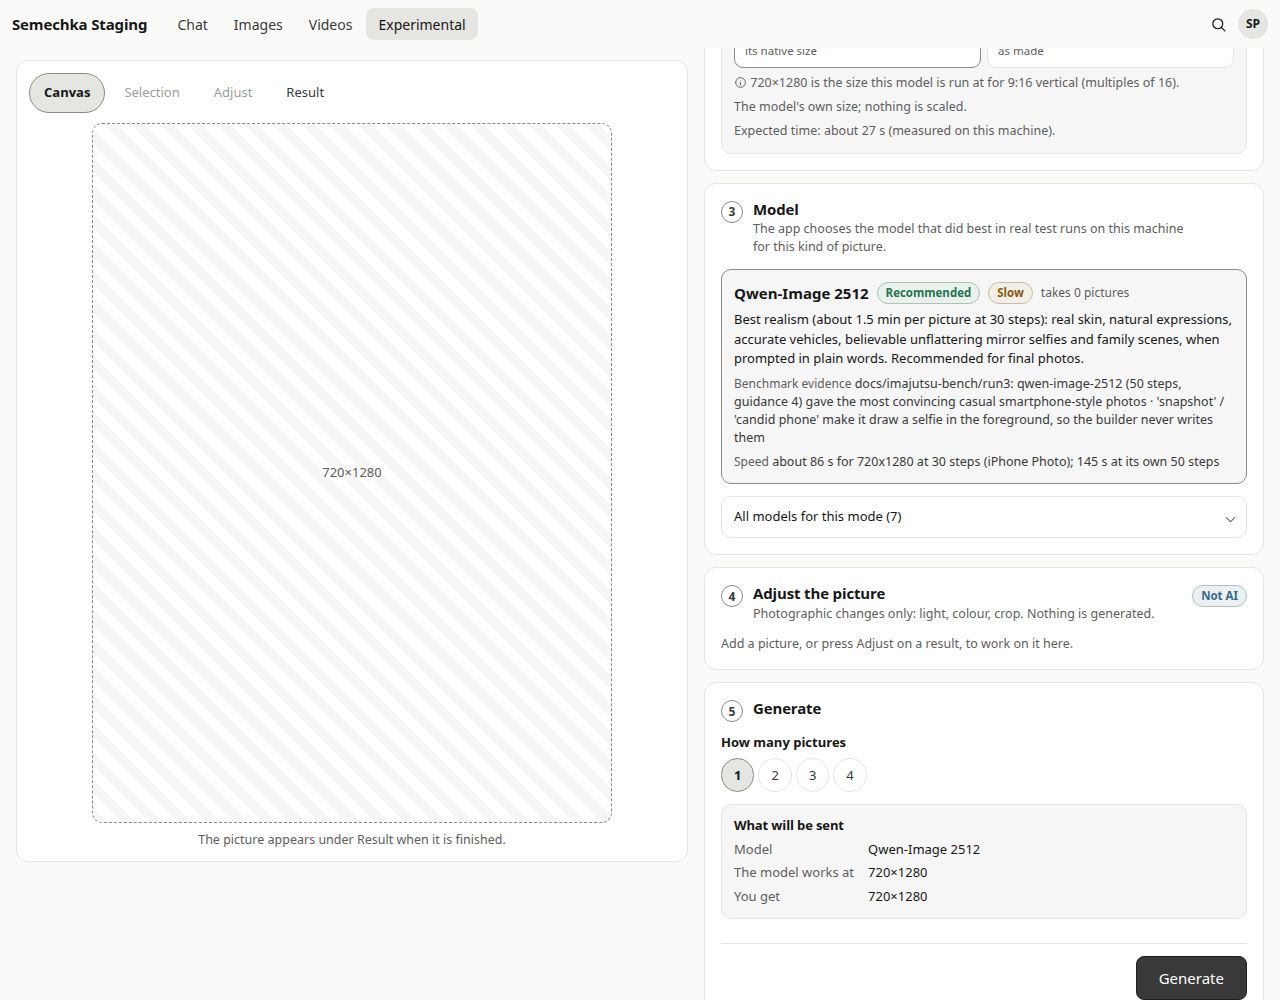 Semechka Staging
Chat
Images
Videos
Experimental
SP
Canvas
Selection
Adjust
Result
720×1280
The picture appears under Result when it is finished.
its native size
as made
720×1280 is the size this model is run at for 9:16 vertical (multiples of 16).
The model's own size; nothing is scaled.
Expected time: about 27 s (measured on this machine).
3 Model
The app chooses the model that did best in real test runs on this machine
for this kind of picture.
Qwen-Image 2512 Recommended Slow takes 0 pictures
Best realism (about 1.5 min per picture at 30 steps): real skin, natural expressions,
accurate vehicles, believable unflattering mirror selfies and family scenes, when
prompted in plain words. Recommended for final photos.
Benchmark evidence docs/imajutsu-bench/run3: qwen-image-2512 (50 steps,
guidance 4) gave the most convincing casual smartphone-style photos · 'snapshot' /
'candid phone' make it draw a selfie in the foreground, so the builder never writes
them
Speed about 86 s for 720x1280 at 30 steps (iPhone Photo); 145 s at its own 50 steps
All models for this mode (7)
4 Adjust the picture Not AI
Photographic changes only: light, colour, crop. Nothing is generated.
Add a picture, or press Adjust on a result, to work on it here.
5 Generate
How many pictures
1 2 3 4
What will be sent
Model Qwen-Image 2512
The model works at 720×1280
You get 720×1280
Generate